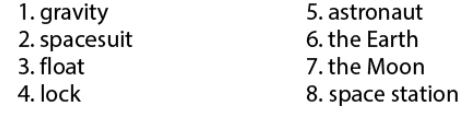 1. gravity
2. spacesuit
3. float
4. lock
5. astronaut
6. the Earth
7. the Moon
8. space station